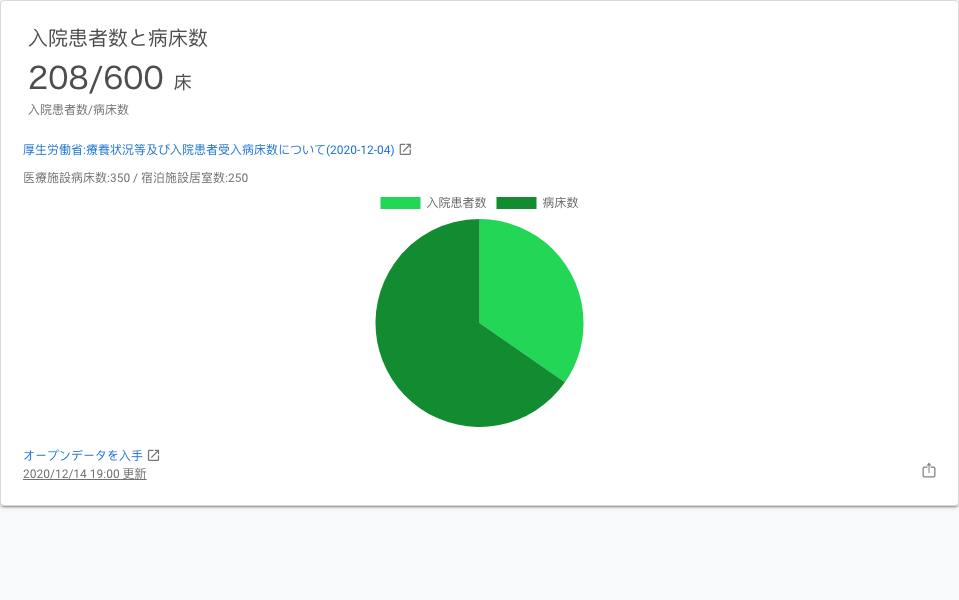 入院患者数と病床数
208/600 床
入院患者数/病床数
厚生労働省:療養状況等及び入院患者受入病床数について(2020-12-04)
医療施設病床数:350 / 宿泊施設居室数:250
入院患者数 病床数
オープンデータを入手
2020/12/14 19:00 更新